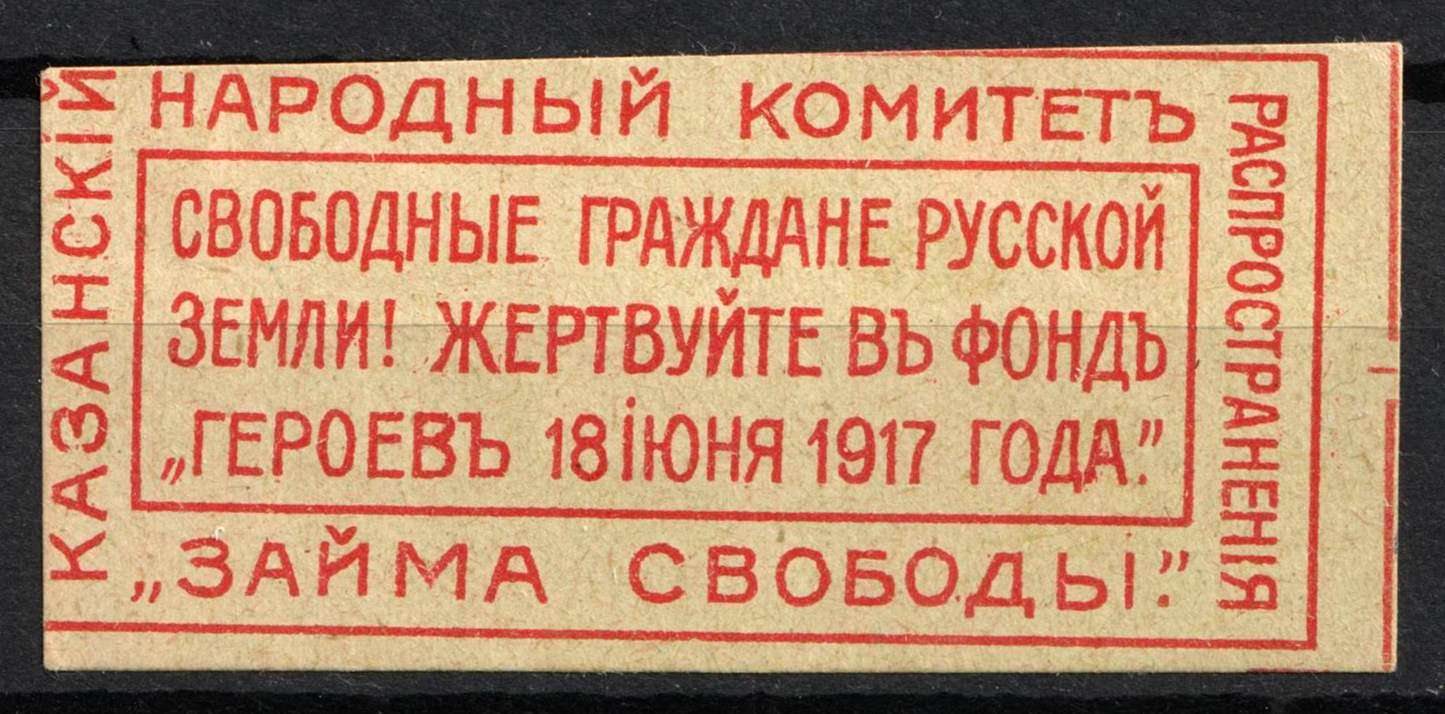 КАЗАНСКІЙ
НАРОДНЫЙ КОМИТЕТЪ
РАСПРОСТРАНЕНІЯ
„ЗАЙМА СВОБОДЫ."
СВОБОДНЫЕ ГРАЖДАНЕ РУССКОЙ
ЗЕМЛИ! ЖЕРТВУЙТЕ ВЪ ФОНДЪ
„ГЕРОЕВЪ 18 ІЮНЯ 1917 ГОДА."